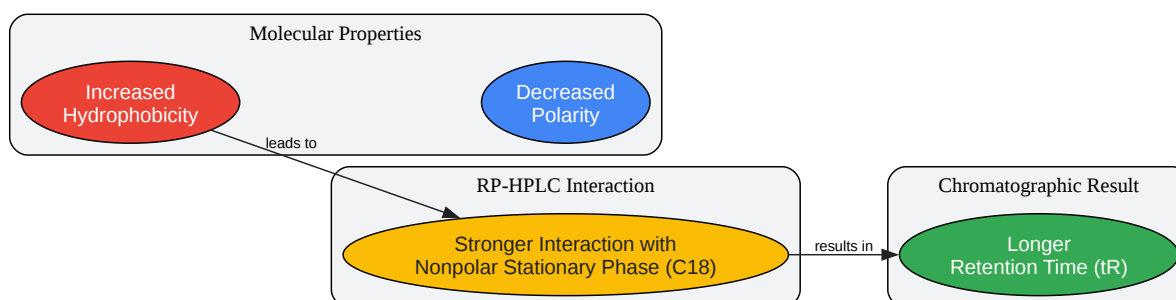 Molecular Properties
Increased
Hydrophobicity
Decreased
Polarity
leads to
RP-HPLC Interaction
Stronger Interaction with
Nonpolar Stationary Phase (C18)
results in
Chromatographic Result
Longer
Retention Time (tR)